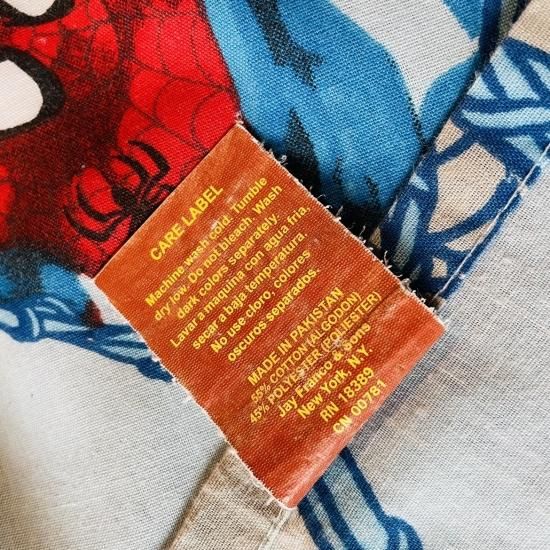 CARE LABEL
Machine wash cold. Tumble
dry low. Do not bleach. Wash
dark colors separately.
Lavar a maquina con agua fria,
secar a baja temperatura.
No use cloro, colores
oscuros separados.
MADE IN PAKISTAN
55% COTTON (ALGODON)
45% POLYESTER (POLIESTER)
Jay Franco & Sons
New York, N.Y.
RN 18389
CN 00781